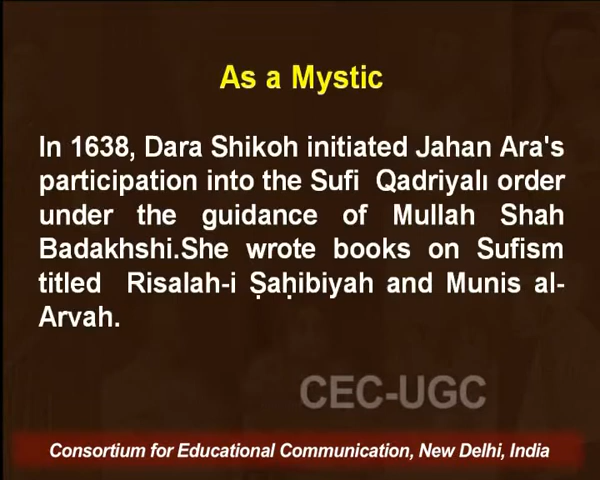 As a Mystic
In 1638, Dara Shikoh initiated Jahan Ara's
participation into the Sufi Qadriyalı order
under the guidance of Mullah Shah
Badakhshi.She wrote books on Sufism
titled Risalah-i Ṣaḥibiyah and Munis al-
Arvah.
CEC-UGC
Consortium for Educational Communication, New Delhi, India